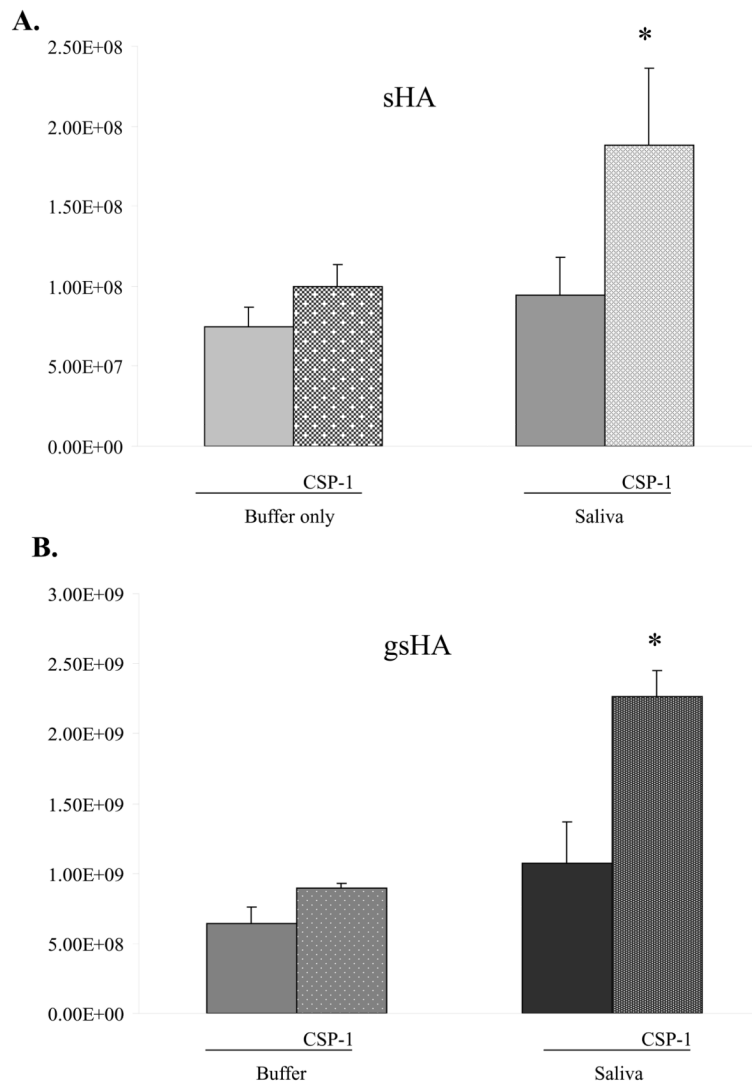 A.
2.50E+08
*
sHA
2.00E+08
1.50E+08
1.00E+08
5.00E+07
0.00E+00
CSP-1 CSP-1
Buffer only Saliva
B.
3.00E+09
gsHA
*
2.50E+09
2.00E+09
1.50E+09
1.00E+09
5.00E+08
0.00E+00
CSP-1 CSP-1
Buffer Saliva